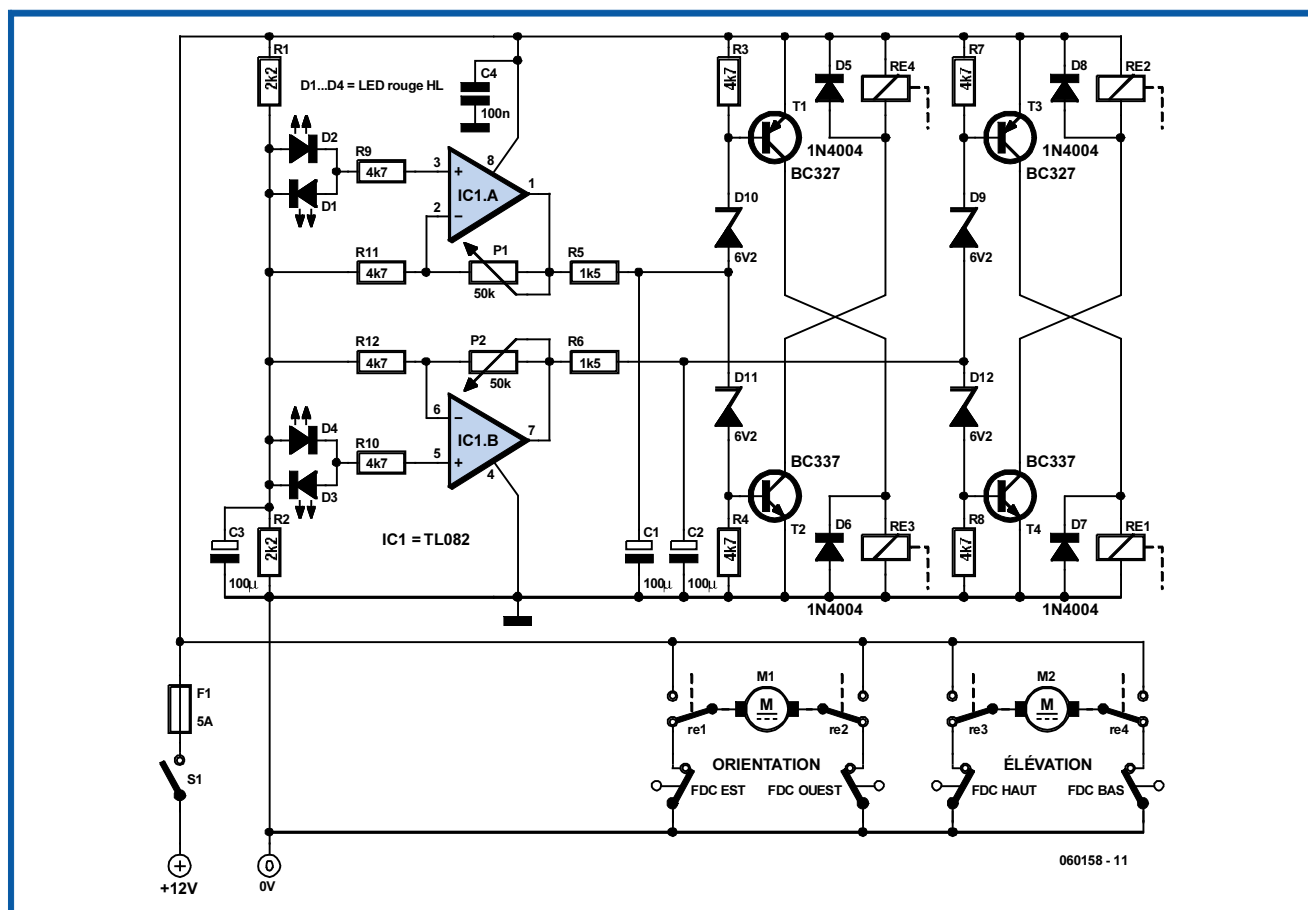 R1
2k2
D1...D4 = LED rouge HL
C4
100n
D2
D1
R9
4k7
3
+
8
IC1.A
1
2
–
R11
4k7
P1
50k
R5
1k5
R3
4k7
T1
D5
RE4
1N4004
BC327
D10
6V2
R7
4k7
T3
D8
RE2
1N4004
BC327
D9
6V2
R12
4k7
P2
50k
R6
1k5
6
–
IC1.B
7
5
+
4
D4
D3
R10
4k7
C3
100µ
R2
2k2
IC1 = TL082
C1
100µ
C2
100µ
D11
6V2
BC337
T2
R4
4k7
D6
RE3
1N4004
D12
6V2
BC337
T4
R8
4k7
D7
RE1
1N4004
F1
5A
S1
+
+12V
0
0V
M1
M
re1
re2
ORIENTATION
FDC EST
FDC OUEST
M2
M
re3
re4
ÉLÉVATION
FDC HAUT
FDC BAS
060158 - 11